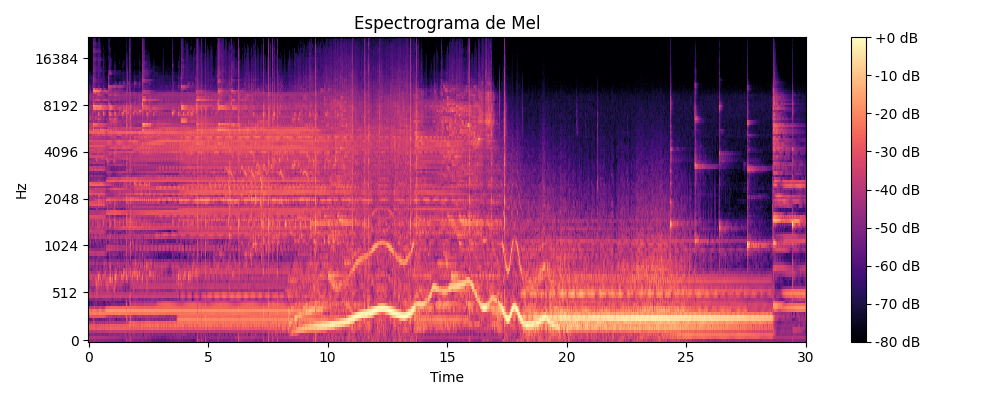 Espectrograma de Mel
Hz
16384
8192
4096
2048
1024
512
0
0 5 10 15 20 25 30
Time
+0 dB
-10 dB
-20 dB
-30 dB
-40 dB
-50 dB
-60 dB
-70 dB
-80 dB